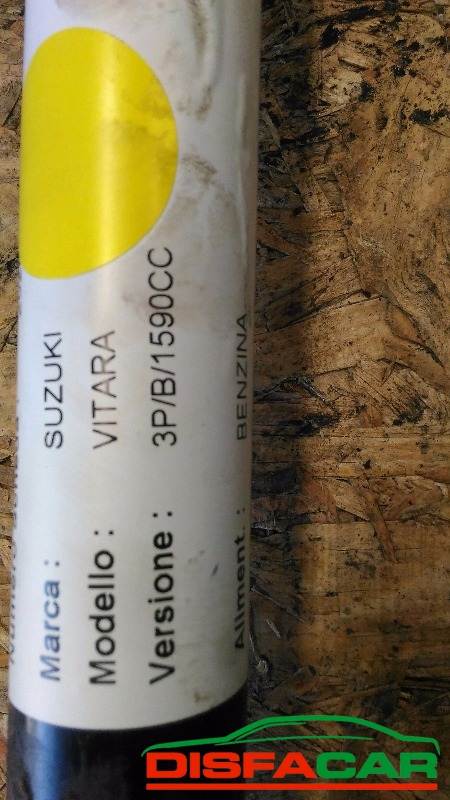 Marca : SUZUKI
Modello : VITARA
Versione : 3P/B/1590CC
Aliment. : BENZINA
DISFACAR